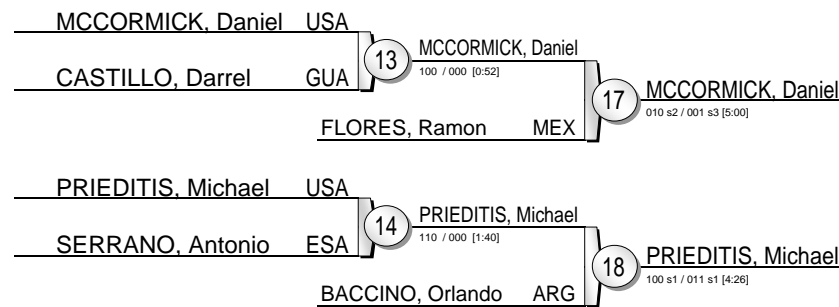 MCCORMICK, Daniel USA
13
MCCORMICK, Daniel
100 / 000 [0:52]
CASTILLO, Darrel GUA
17
MCCORMICK, Daniel
010 s2 / 001 s3 [5:00]
FLORES, Ramon MEX
PRIEDITIS, Michael USA
14
PRIEDITIS, Michael
110 / 000 [1:40]
SERRANO, Antonio ESA
18
PRIEDITIS, Michael
100 s1 / 011 s1 [4:26]
BACCINO, Orlando ARG